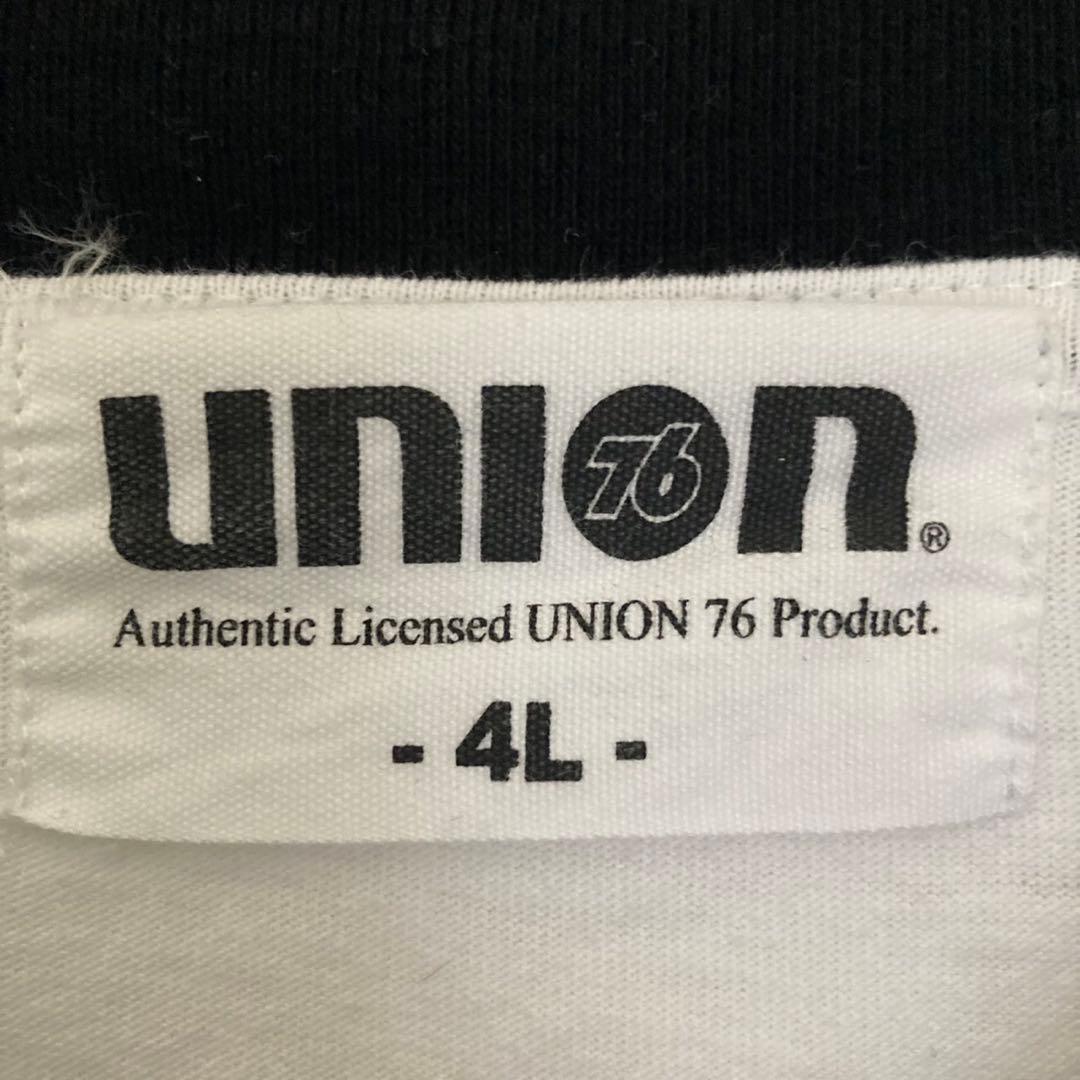 union 76 ®
Authentic Licensed UNION 76 Product.
- 4L -